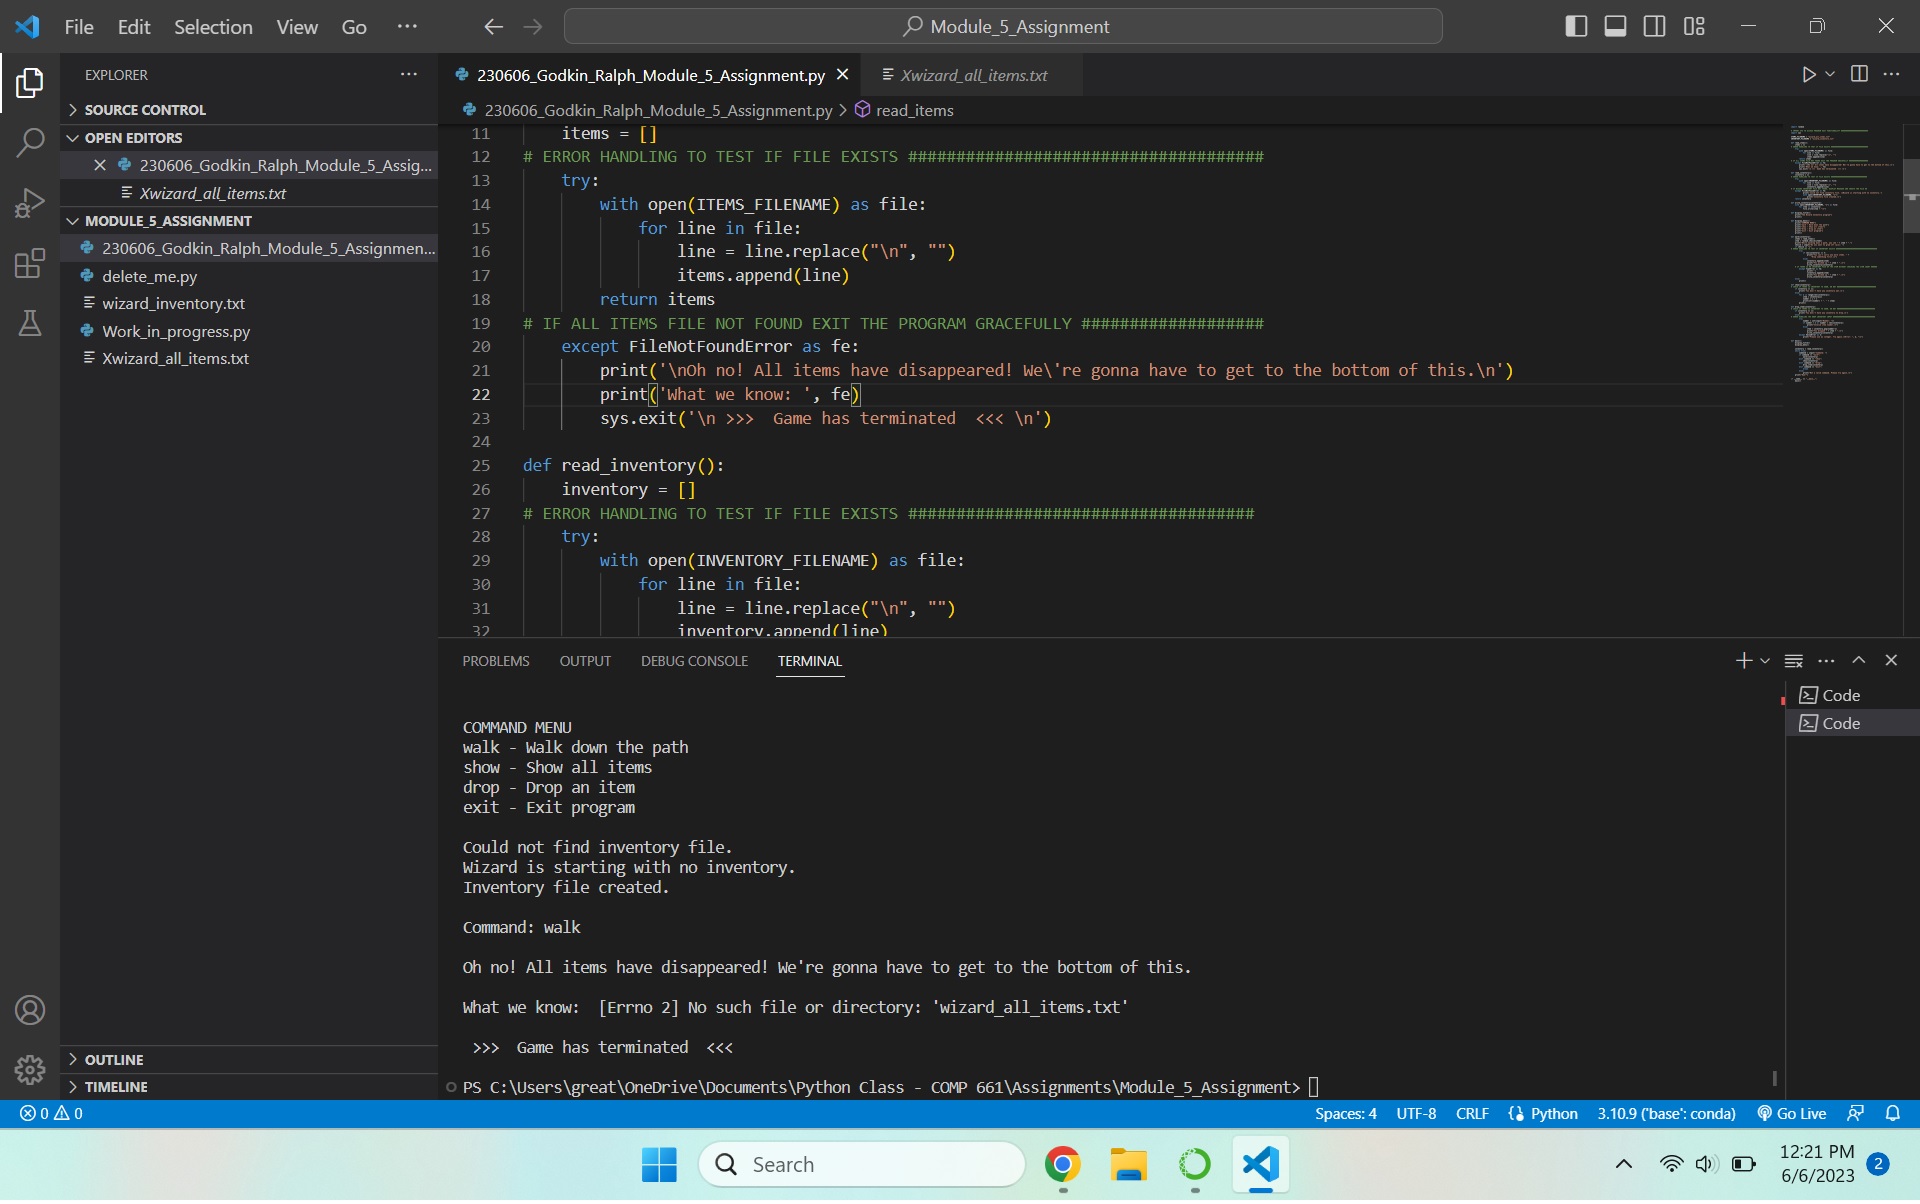 File Edit Selection View Go ··· Module_5_Assignment
EXPLORER ···
SOURCE CONTROL
OPEN EDITORS
230606_Godkin_Ralph_Module_5_Assig...
Xwizard_all_items.txt
MODULE_5_ASSIGNMENT
230606_Godkin_Ralph_Module_5_Assignmen...
delete_me.py
wizard_inventory.txt
Work_in_progress.py
Xwizard_all_items.txt
OUTLINE
TIMELINE
230606_Godkin_Ralph_Module_5_Assignment.py Xwizard_all_items.txt
230606_Godkin_Ralph_Module_5_Assignment.py > read_items
11 items = []
12 # ERROR HANDLING TO TEST IF FILE EXISTS #####################################
13 try:
14 with open(ITEMS_FILENAME) as file:
15 for line in file:
16 line = line.replace("\n", "")
17 items.append(line)
18 return items
19 # IF ALL ITEMS FILE NOT FOUND EXIT THE PROGRAM GRACEFULLY ###################
20 except FileNotFoundError as fe:
21 print('\nOh no! All items have disappeared! We\'re gonna have to get to the bottom of this.\n')
22 print('What we know: ', fe)
23 sys.exit('\n >>>  Game has terminated  <<< \n')
24
25 def read_inventory():
26 inventory = []
27 # ERROR HANDLING TO TEST IF FILE EXISTS ####################################
28 try:
29 with open(INVENTORY_FILENAME) as file:
30 for line in file:
31 line = line.replace("\n", "")
32 inventory.append(line)
PROBLEMS OUTPUT DEBUG CONSOLE TERMINAL
Code
Code
COMMAND MENU
walk - Walk down the path
show - Show all items
drop - Drop an item
exit - Exit program
Could not find inventory file.
Wizard is starting with no inventory.
Inventory file created.
Command: walk
Oh no! All items have disappeared! We're gonna have to get to the bottom of this.
What we know:  [Errno 2] No such file or directory: 'wizard_all_items.txt'
>>>  Game has terminated  <<<
PS C:\Users\great\OneDrive\Documents\Python Class - COMP 661\Assignments\Module_5_Assignment>
0 0 Spaces: 4 UTF-8 CRLF Python 3.10.9 ('base': conda) Go Live
Search
12:21 PM
6/6/2023 2